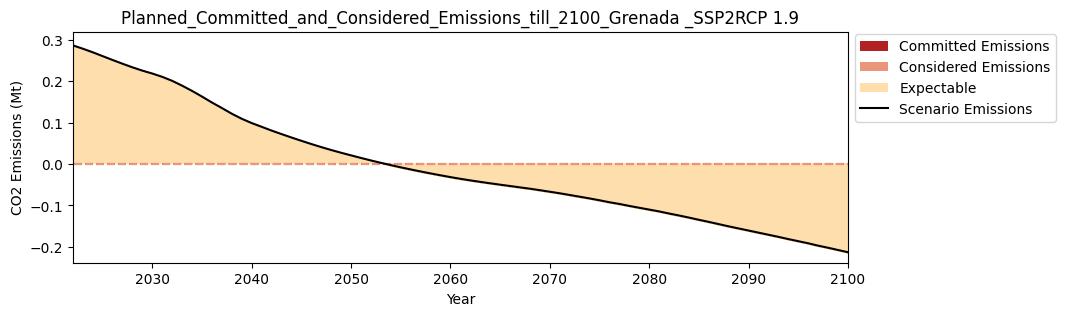 Planned_Committed_and_Considered_Emissions_till_2100_Grenada _SSP2RCP 1.9
CO2 Emissions (Mt)
0.3
0.2
0.1
0.0
−0.1
−0.2
2030 2040 2050 2060 2070 2080 2090 2100
Year
Committed Emissions
Considered Emissions
Expectable
Scenario Emissions